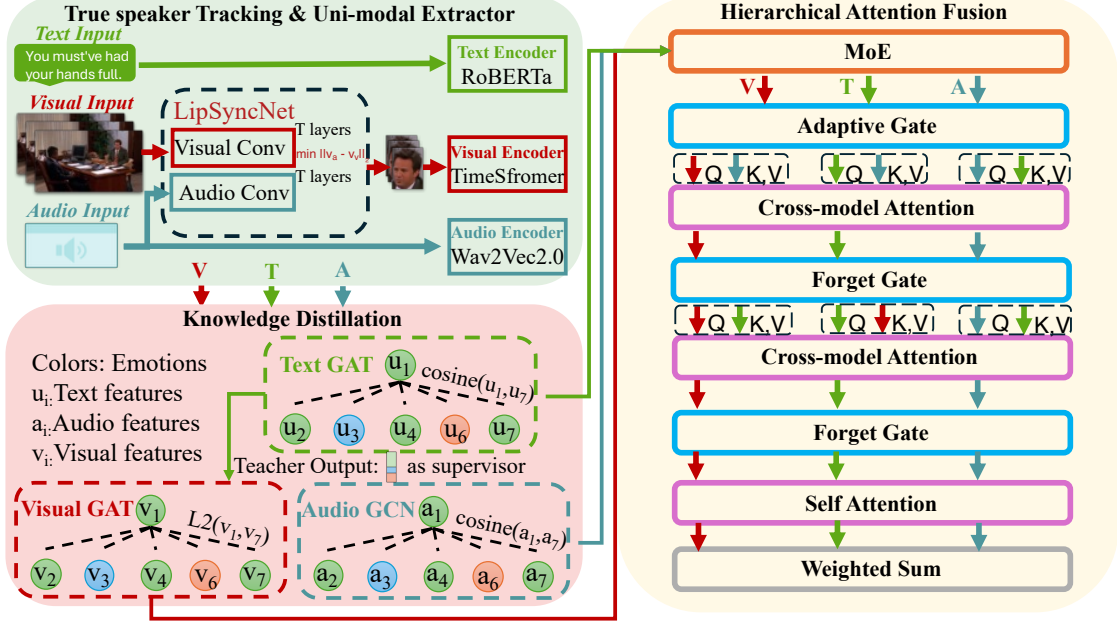 True speaker Tracking & Uni-modal Extractor
Text Input
You must've had
your hands full.
Text Encoder
RoBERTa
Visual Input
LipSyncNet
Visual Conv
T layers
min ||v_a - v_v||
T layers
Audio Conv
Visual Encoder
TimeSfromer
Audio Input
Audio Encoder
Wav2Vec2.0
V
T
A
Knowledge Distillation
Colors: Emotions
u_i:Text features
a_i:Audio features
v_i:Visual features
Text GAT
u_1
cosine(u_1,u_7)
u_2
u_3
u_4
u_6
u_7
Teacher Output:
as supervisor
Visual GAT
v_1
L2(v_1,v_7)
v_2
v_3
v_4
v_6
v_7
Audio GCN
a_1
cosine(a_1,a_7)
a_2
a_3
a_4
a_6
a_7
Hierarchical Attention Fusion
MoE
V
T
A
Adaptive Gate
Q
K,V
Q
K,V
Q
K,V
Cross-model Attention
Forget Gate
Q
K,V
Q
K,V
Q
K,V
Cross-model Attention
Forget Gate
Self Attention
Weighted Sum